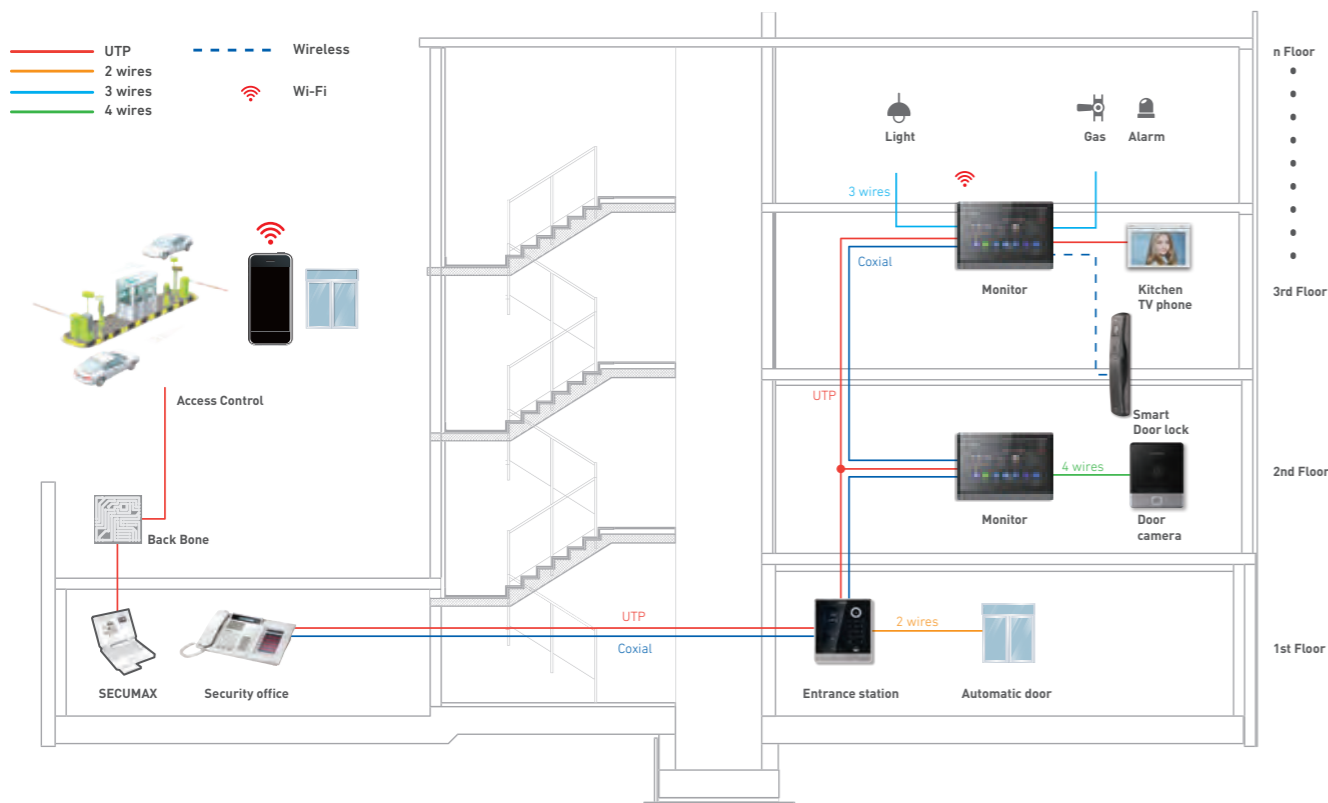 UTP
2 wires
3 wires
4 wires
Wireless
Wi-Fi
n Floor
Light
Gas
Alarm
3 wires
Coxial
Monitor
Kitchen
TV phone
3rd Floor
Access Control
UTP
Smart
Door lock
4 wires
2nd Floor
Monitor
Door
camera
Back Bone
UTP
Coxial
2 wires
1st Floor
SECUMAX
Security office
Entrance station
Automatic door